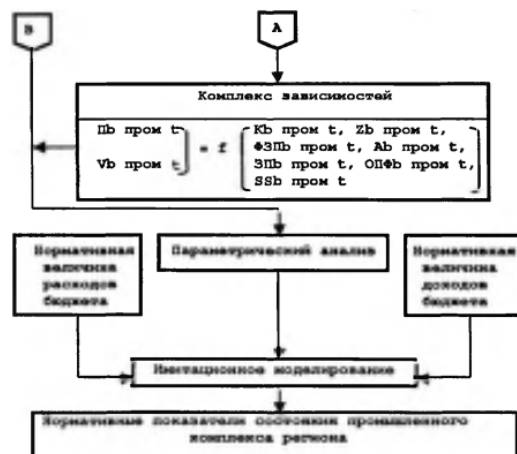 В
А
Комплекс зависимостей
Пb пром t
Vb пром t
= f
Kb пром t, Zb пром t,
ФЗПb пром t, Ab пром t,
ЗПb пром t, ОПФb пром t,
SSb пром t
Нормативная
величина
расходов
бюджета
Параметрический анализ
Нормативная
величина
доходов
бюджета
Имитационное моделирование
Нормативные показатели состояния промышленного
комплекса региона